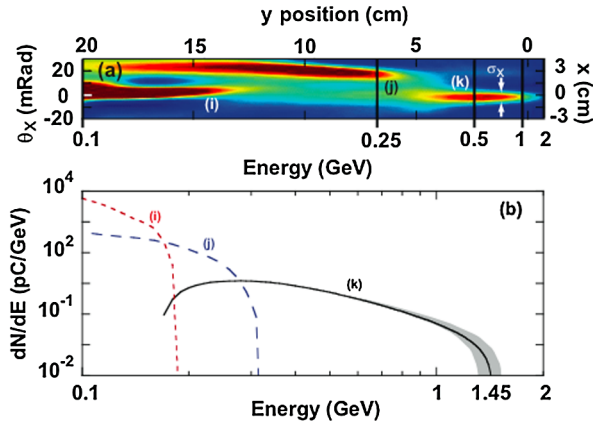 y position (cm)
20 15 10 5 0
θx (mRad)
20
0
-20
(a)
(i)
(j)
(k)
σx
3
0
-3
x (cm)
0.1 0.25 0.5 1 2
Energy (GeV)
dN/dE (pC/GeV)
10^4
10^2
10^-1
10^-2
(b)
(i)
(j)
(k)
0.1 1 1.45 2
Energy (GeV)